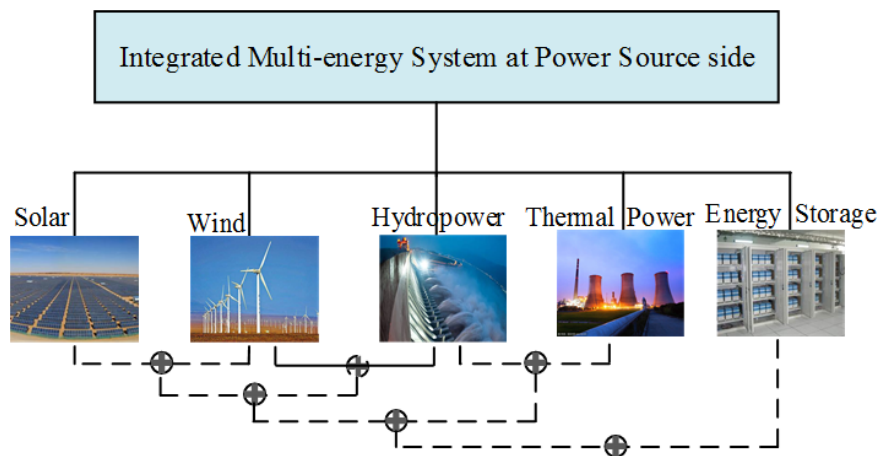 Integrated Multi-energy System at Power Source side
Solar
Wind
Hydropower
Thermal Power
Energy Storage